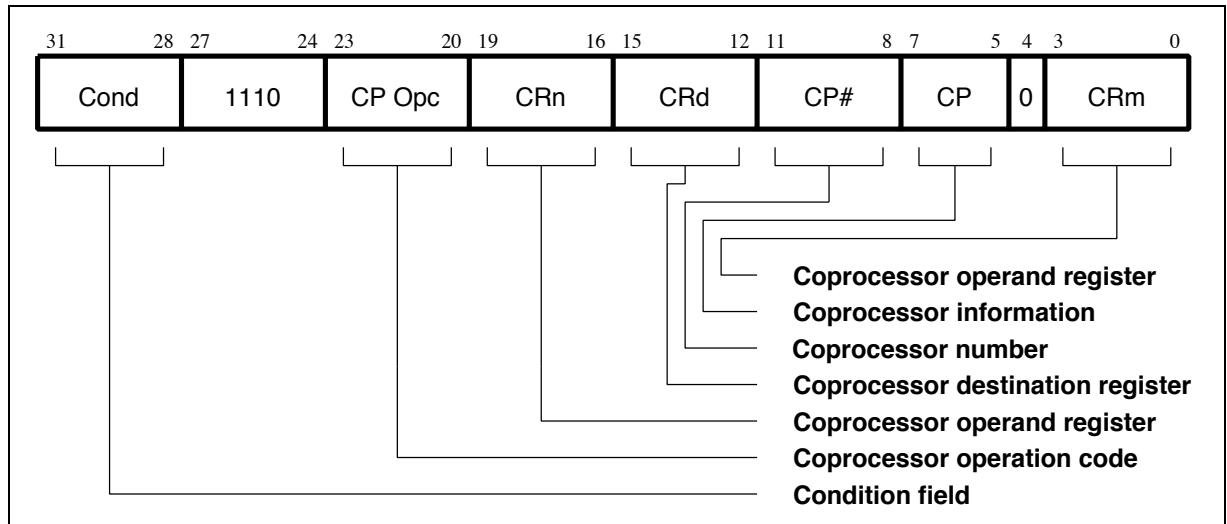 31 28 27 24 23 20 19 16 15 12 11 8 7 5 4 3 0
Cond 1110 CP Opc CRn CRd CP# CP 0 CRm
Coprocessor operand register
Coprocessor information
Coprocessor number
Coprocessor destination register
Coprocessor operand register
Coprocessor operation code
Condition field